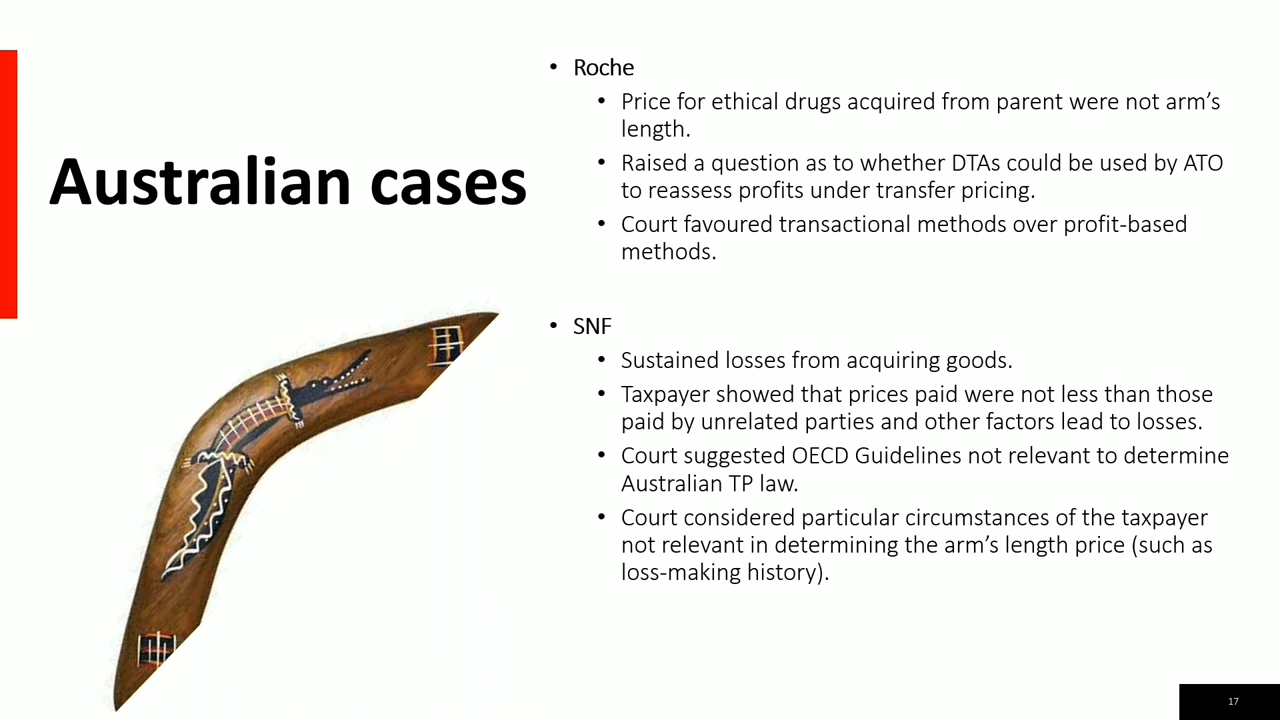 Australian cases
• Roche
• Price for ethical drugs acquired from parent were not arm’s
length.
• Raised a question as to whether DTAs could be used by ATO
to reassess profits under transfer pricing.
• Court favoured transactional methods over profit-based
methods.
• SNF
• Sustained losses from acquiring goods.
• Taxpayer showed that prices paid were not less than those
paid by unrelated parties and other factors lead to losses.
• Court suggested OECD Guidelines not relevant to determine
Australian TP law.
• Court considered particular circumstances of the taxpayer
not relevant in determining the arm’s length price (such as
loss-making history).
17